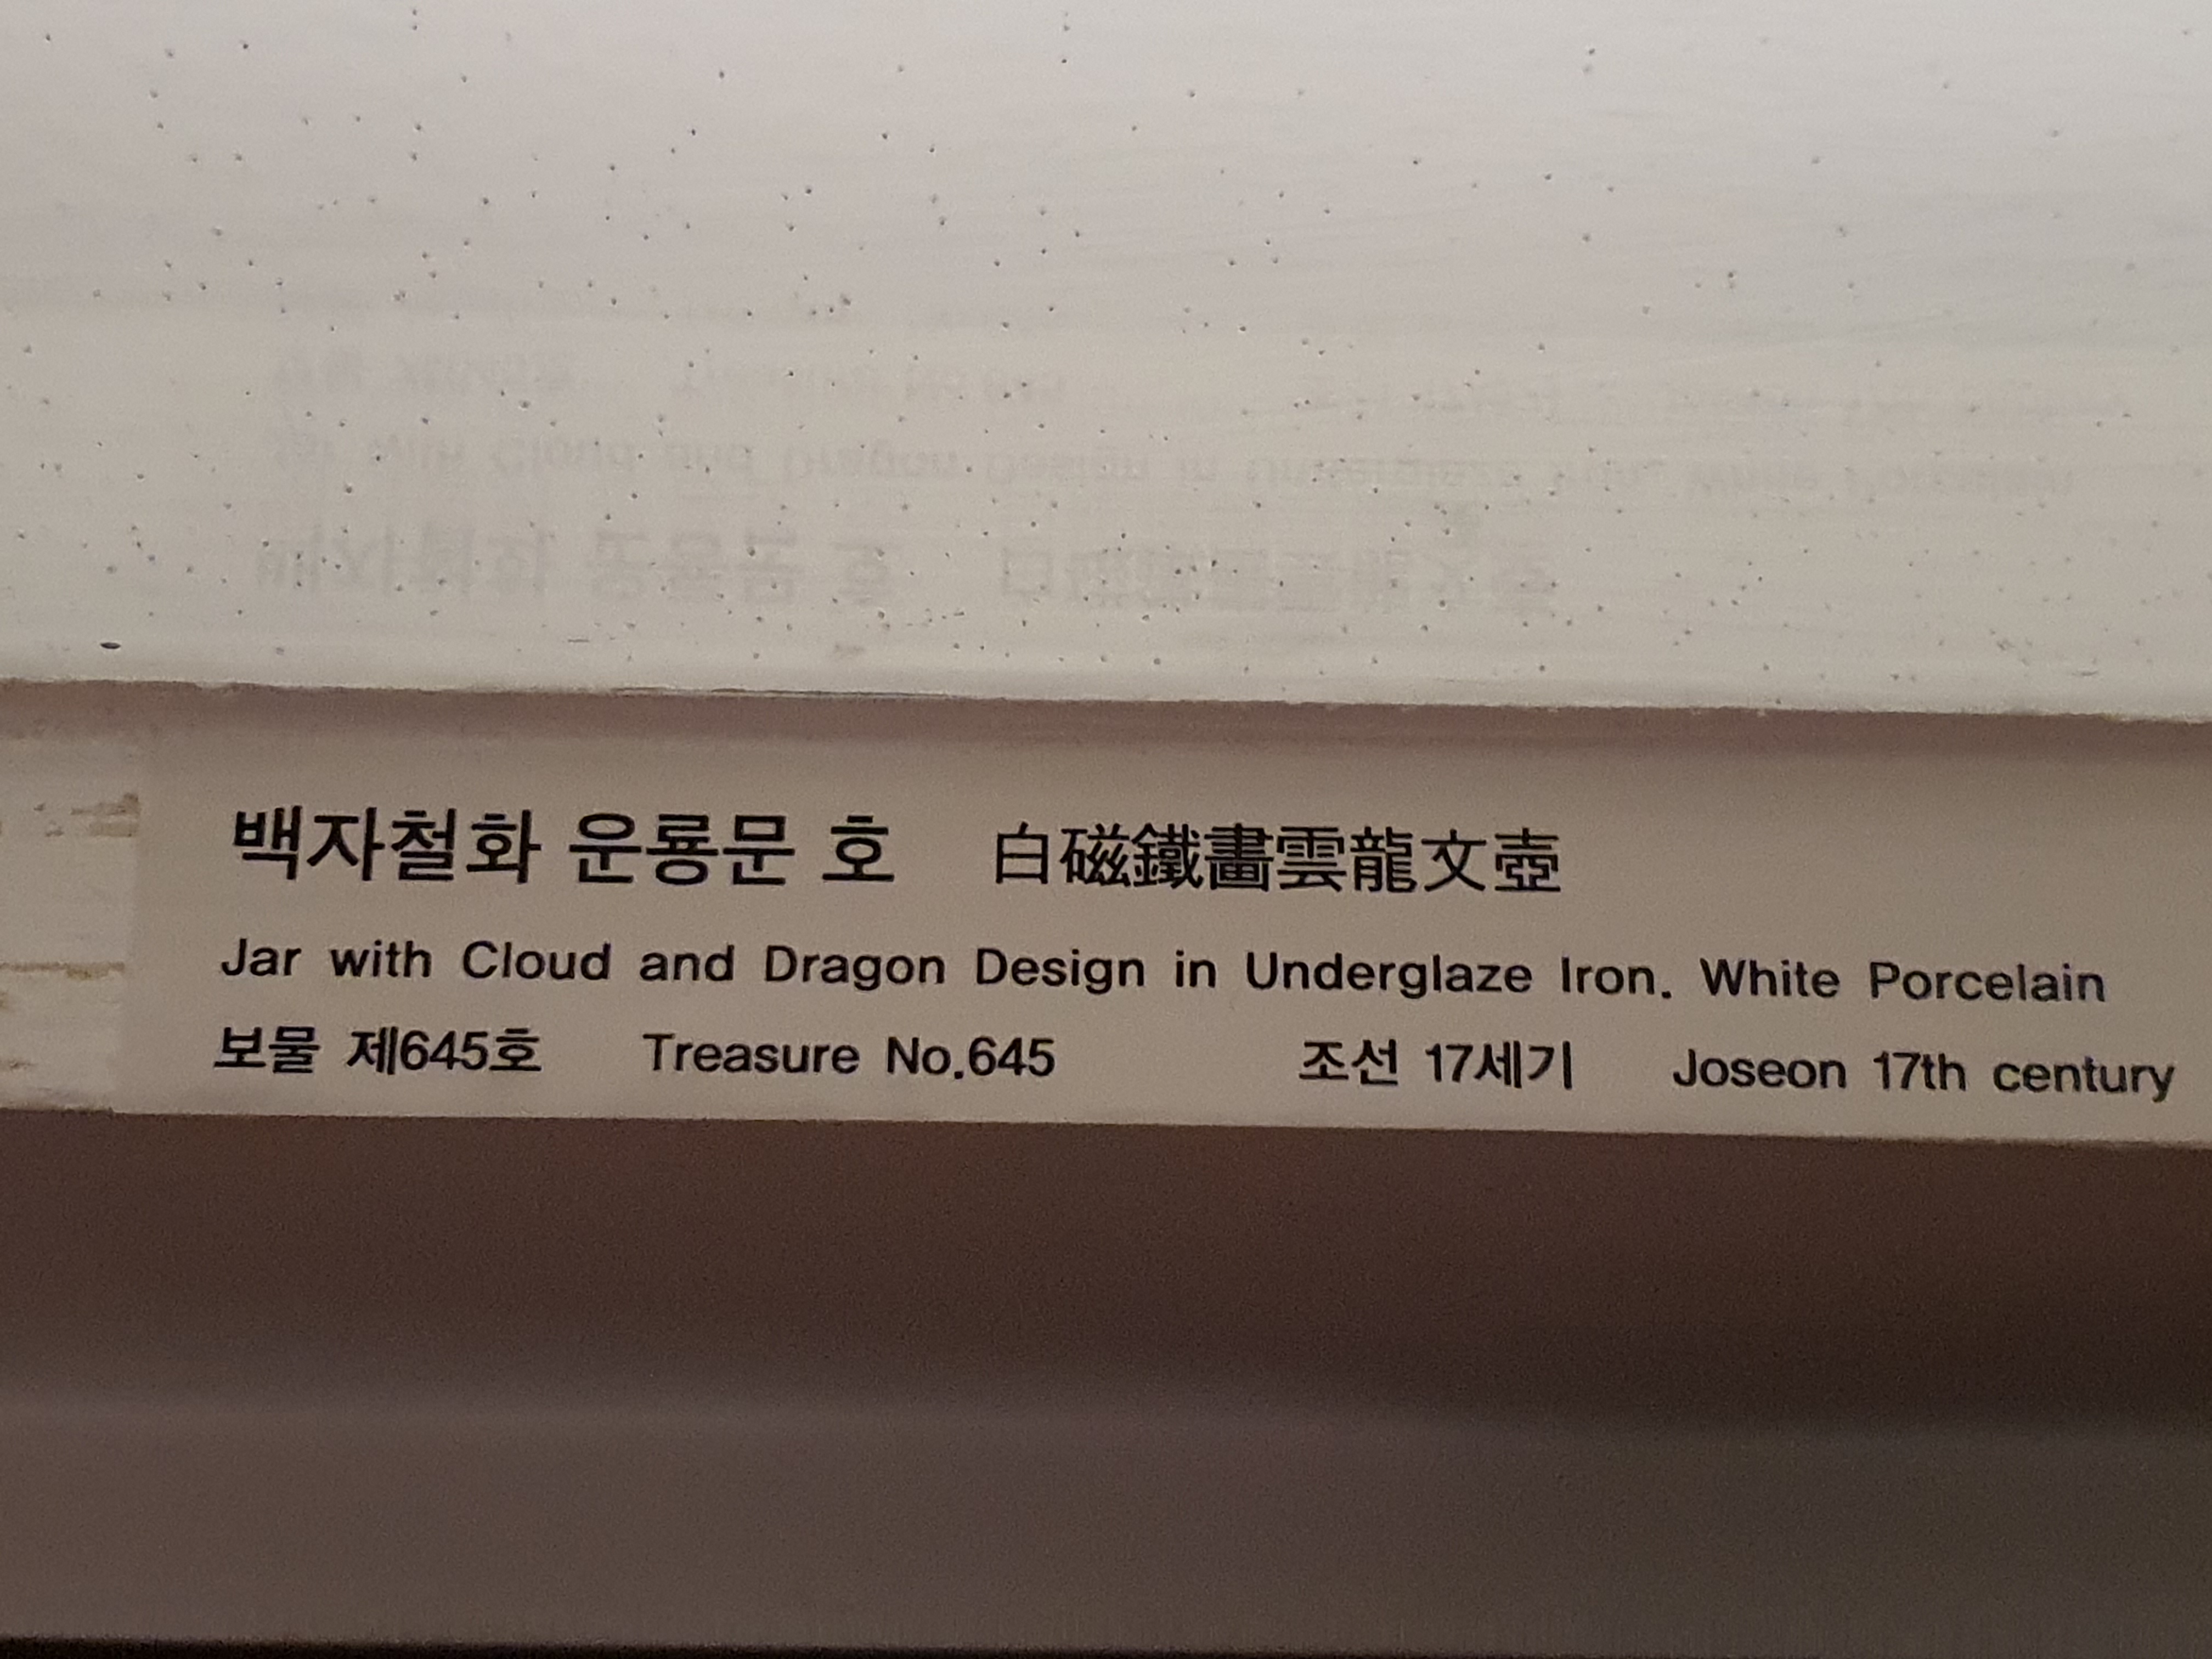 백자철화 운룡문 호 白磁鐵畫雲龍文壺
Jar with Cloud and Dragon Design in Underglaze Iron. White Porcelain
보물 제645호 Treasure No.645 조선 17세기 Joseon 17th century